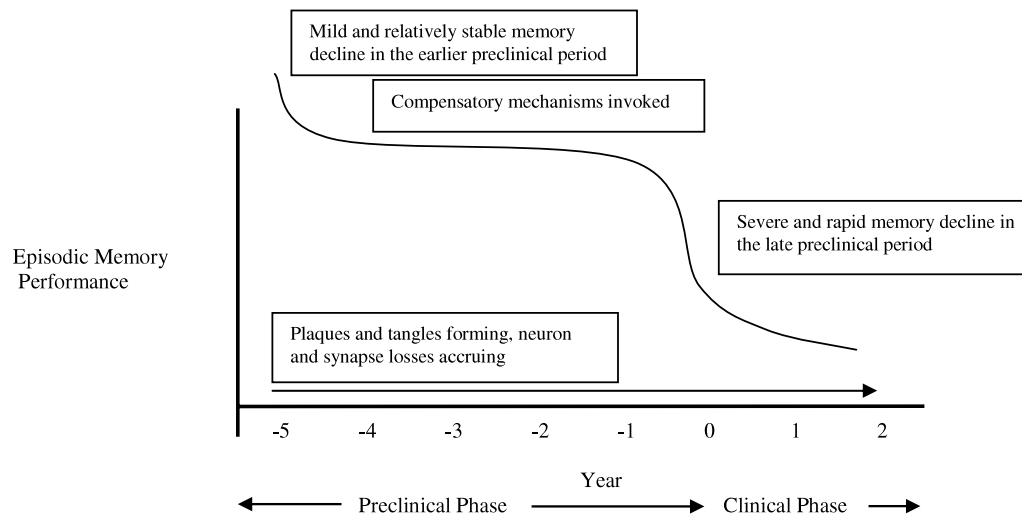 Mild and relatively stable memory
decline in the earlier preclinical period
Compensatory mechanisms invoked
Severe and rapid memory decline in
the late preclinical period
Episodic Memory
Performance
Plaques and tangles forming, neuron
and synapse losses accruing
-5 -4 -3 -2 -1 0 1 2
Year
Preclinical Phase Clinical Phase